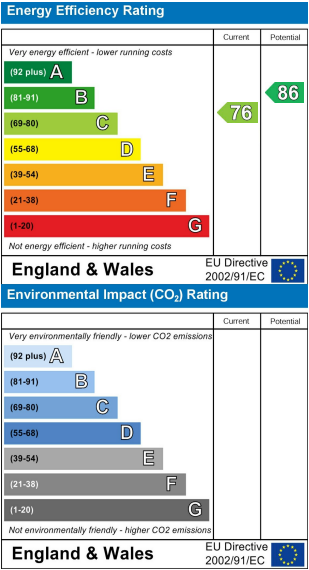 Energy Efficiency Rating
Current Potential
Very energy efficient - lower running costs
(92 plus) A
(81-91) B
(69-80) C
(55-68) D
(39-54) E
(21-38) F
(1-20) G
76
86
Not energy efficient - higher running costs
England & Wales
EU Directive
2002/91/EC
Environmental Impact (CO₂) Rating
Current Potential
Very environmentally friendly - lower CO2 emissions
(92 plus) A
(81-91) B
(69-80) C
(55-68) D
(39-54) E
(21-38) F
(1-20) G
Not environmentally friendly - higher CO2 emissions
England & Wales
EU Directive
2002/91/EC